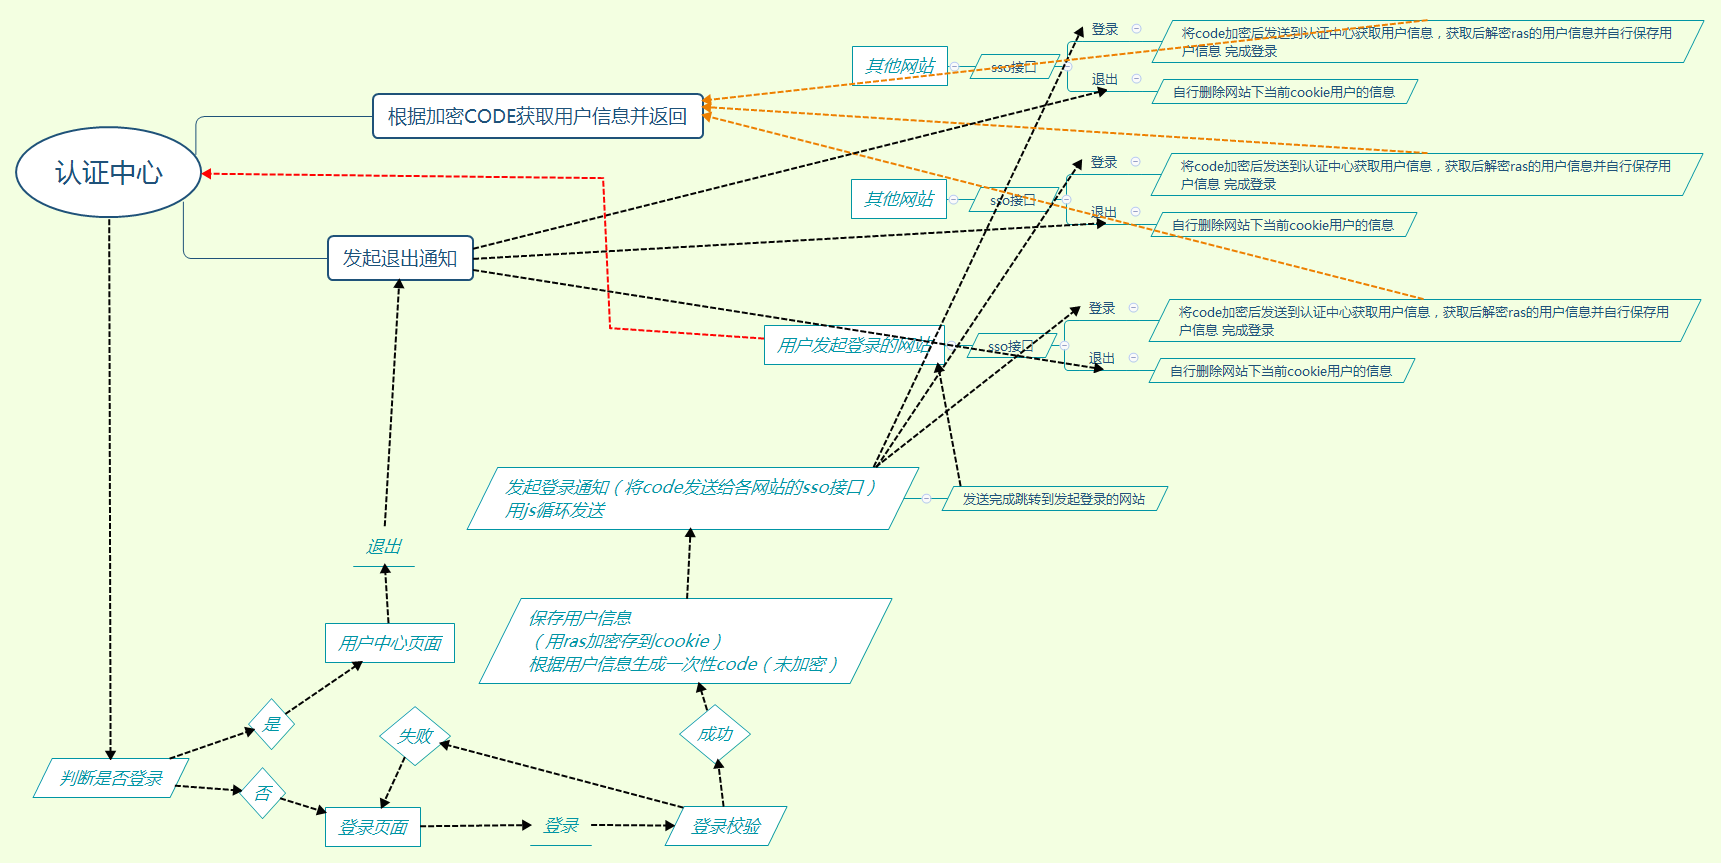 登录
将code加密后发送到认证中心获取用户信息，获取后解密ras的用户信息并自行保存用
户信息 完成登录
其他网站
sso接口
退出
自行删除网站下当前cookie用户的信息
根据加密CODE获取用户信息并返回
认证中心
登录
将code加密后发送到认证中心获取用户信息，获取后解密ras的用户信息并自行保存用
户信息 完成登录
其他网站
sso接口
退出
自行删除网站下当前cookie用户的信息
发起退出通知
登录
将code加密后发送到认证中心获取用户信息，获取后解密ras的用户信息并自行保存用
户信息 完成登录
用户发起登录的网站
sso接口
退出
自行删除网站下当前cookie用户的信息
发起登录通知（将code发送给各网站的sso接口）
用js循环发送
发送完成跳转到发起登录的网站
退出
保存用户信息
（用ras加密存到cookie）
根据用户信息生成一次性code（未加密）
用户中心页面
是
失败
成功
判断是否登录
否
登录页面
登录
登录校验